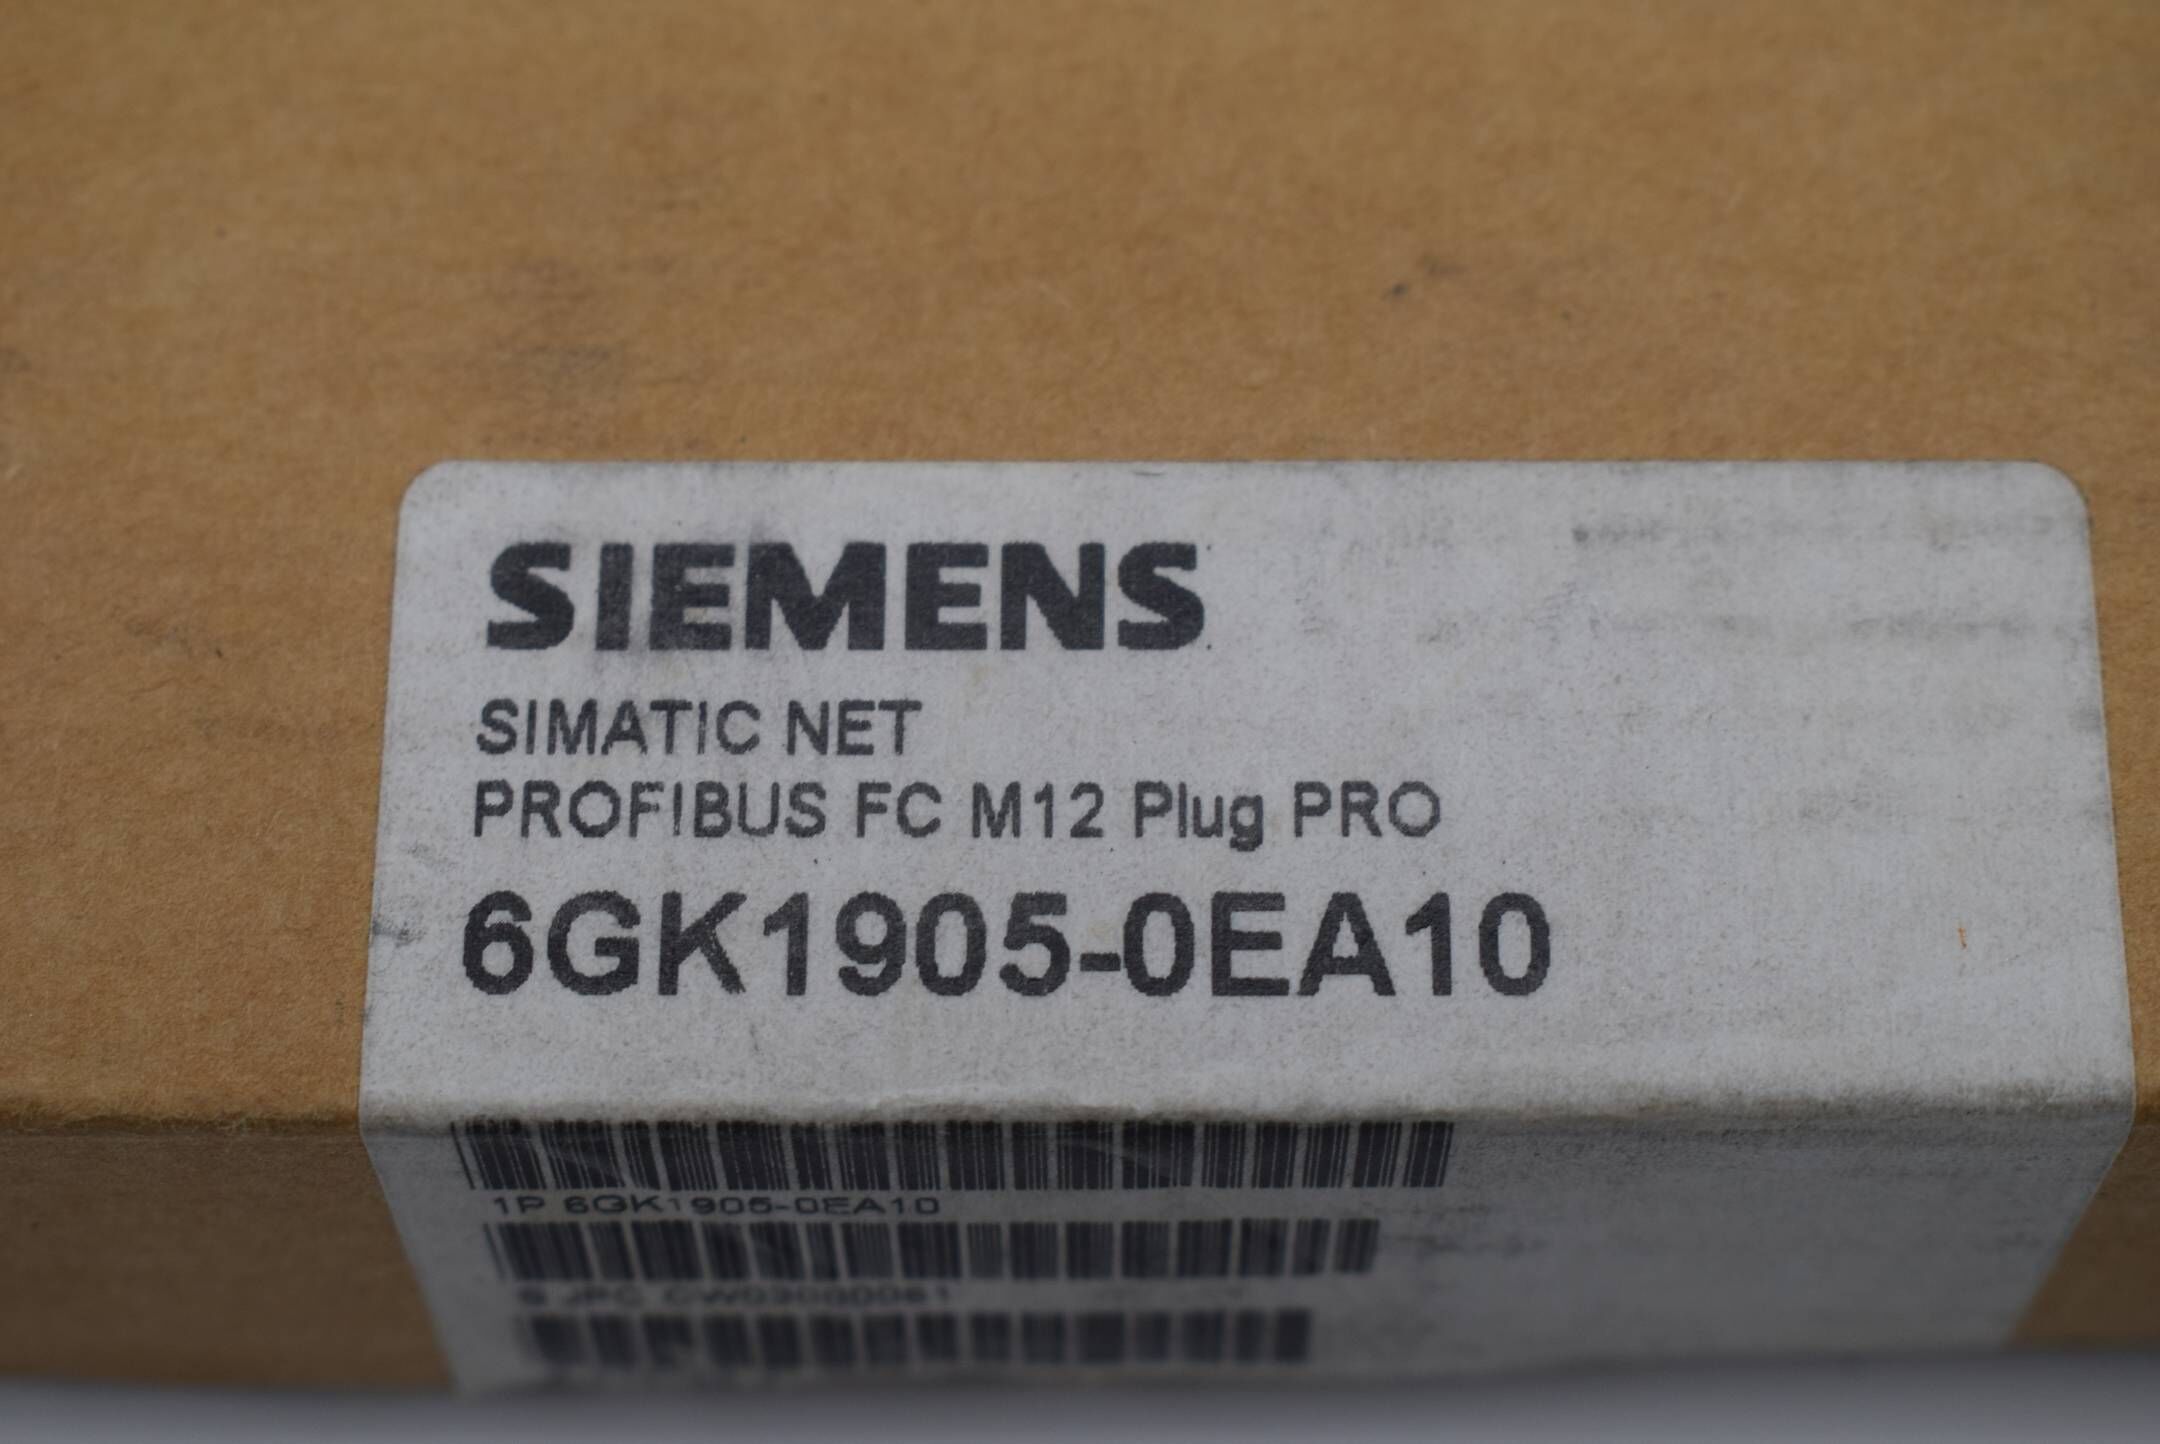 SIEMENS
SIMATIC NET
PROFIBUS FC M12 Plug PRO
6GK1905-0EA10
1P 6GK1905-0EA10